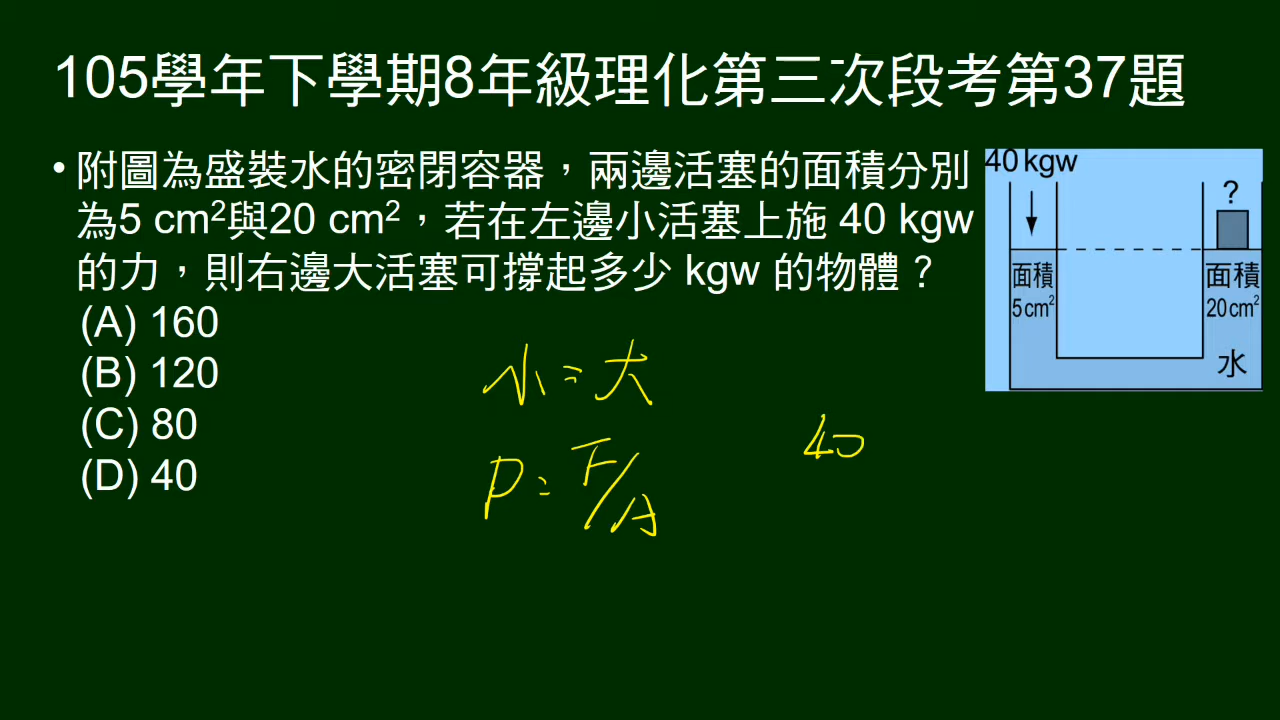 105學年下學期8年級理化第三次段考第37題
• 附圖為盛裝水的密閉容器，兩邊活塞的面積分別
為5 cm²與20 cm²，若在左邊小活塞上施 40 kgw
的力，則右邊大活塞可撐起多少 kgw 的物體？
(A) 160
(B) 120
(C) 80
(D) 40
小=大
P=F/A
40
40 kgw
?
面積
5 cm²
面積
20 cm²
水